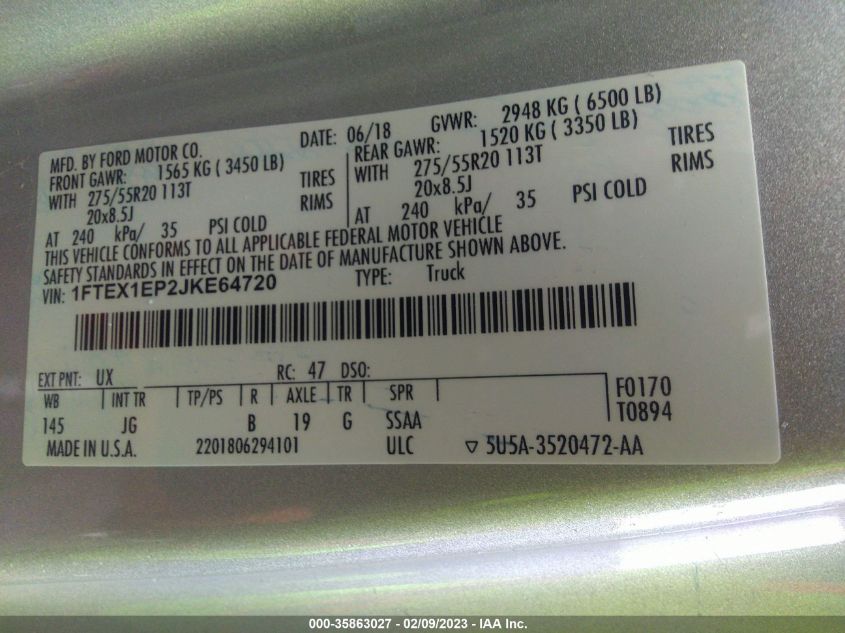 MFD. BY FORD MOTOR CO. DATE: 06/18 GVWR: 2948 KG ( 6500 LB)
FRONT GAWR: 1565 KG ( 3450 LB) REAR GAWR: 1520 KG ( 3350 LB)
WITH 275/55R20 113T TIRES WITH 275/55R20 113T TIRES
20x8.5J RIMS 20x8.5J RIMS
AT 240 kPa/ 35 PSI COLD AT 240 kPa/ 35 PSI COLD
THIS VEHICLE CONFORMS TO ALL APPLICABLE FEDERAL MOTOR VEHICLE
SAFETY STANDARDS IN EFFECT ON THE DATE OF MANUFACTURE SHOWN ABOVE.
VIN: 1FTEX1EP2JKE64720 TYPE: Truck
EXT PNT: UX RC: 47 DSO:
WB INT TR TP/PS R AXLE TR SPR F0170
145 JG B 19 G SSAA T0894
MADE IN U.S.A. 2201806294101 ULC ▽ 5U5A-3520472-AA
000-35863027 - 02/09/2023 - IAA Inc.